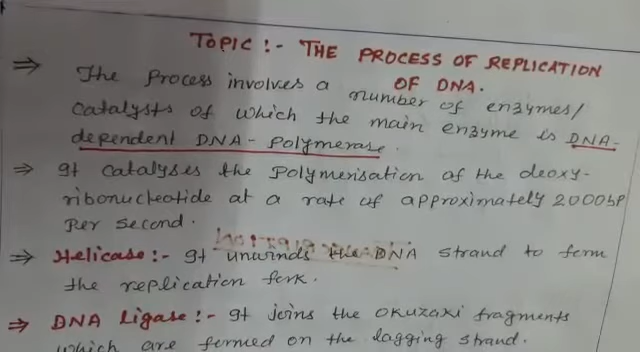 TOPIC :- THE PROCESS OF REPLICATION
OF DNA.
⇒ The Process involves a number of enzymes/
Catalysts of which the main enzyme is DNA-
dependent DNA-Polymerase.
⇒ It catalyses the Polymerisation of the deoxy-
ribonucleotide at a rate of approximately 2000bp
Per second.
⇒ Helicase:- It unwinds the DNA strand to form
the replication fork.
⇒ DNA Ligase:- It joins the Okuzaki fragments
which are formed on the lagging strand.